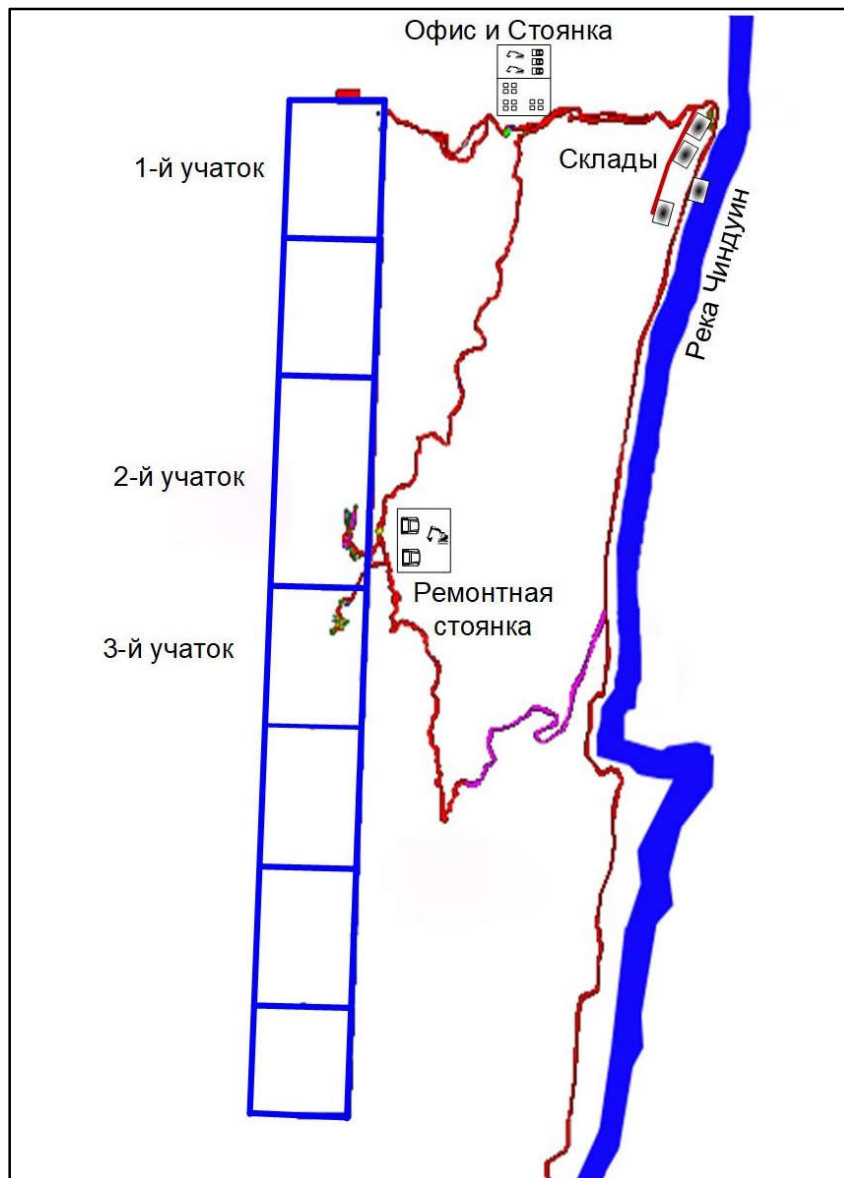 Офис и Стоянка
1-й учаток
Склады
Река Чиндуин
2-й учаток
Ремонтная
стоянка
3-й учаток